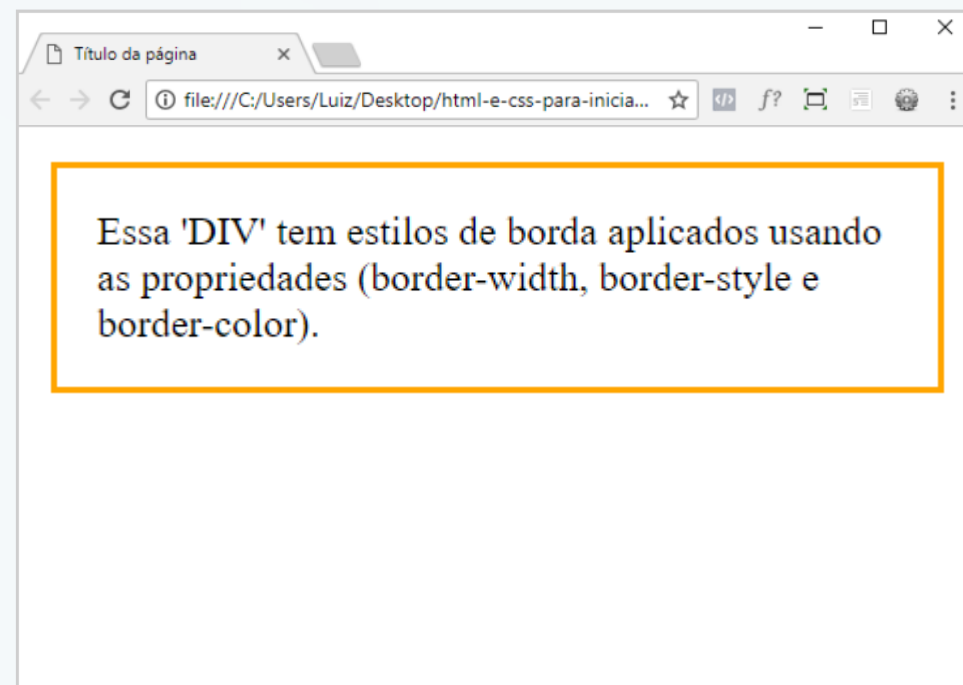 Título da página
file:///C:/Users/Luiz/Desktop/html-e-css-para-inicia...
f?
Essa 'DIV' tem estilos de borda aplicados usando
as propriedades (border-width, border-style e
border-color).